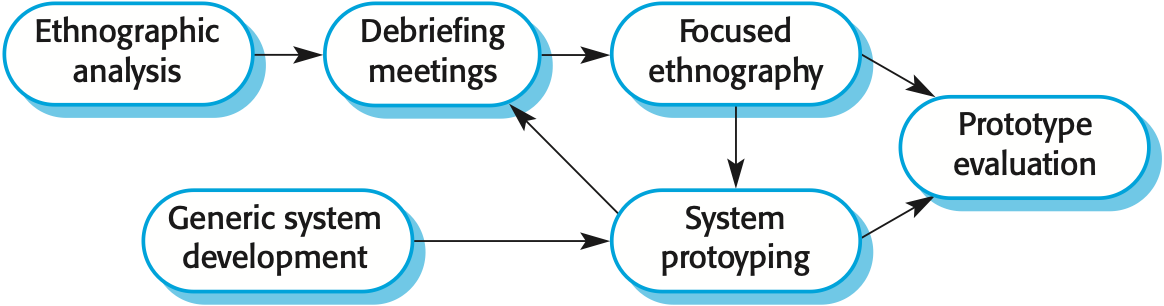 Ethnographic
analysis
Debriefing
meetings
Focused
ethnography
Prototype
evaluation
Generic system
development
System
protoyping